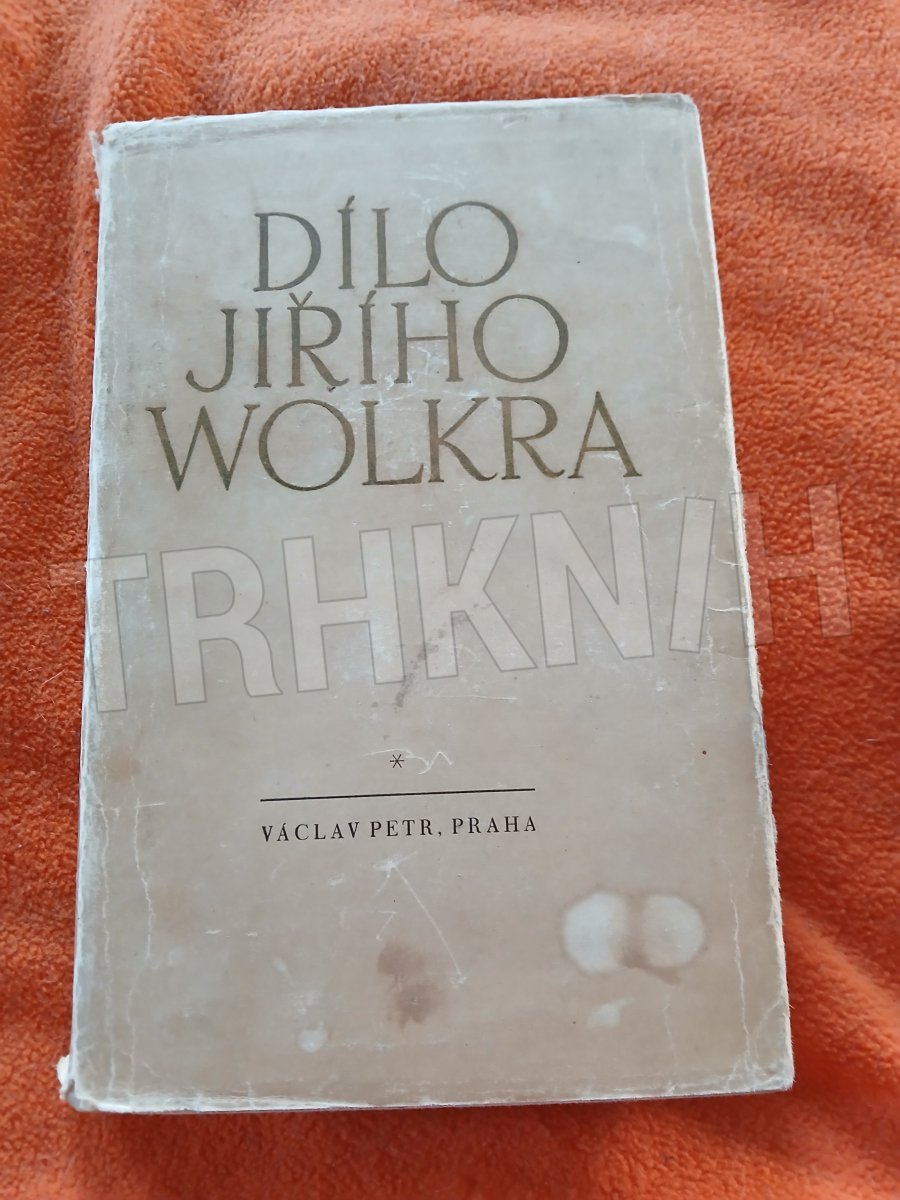 DÍLO
JIŘÍHO
WOLKRA
TRHKNIH
*
VÁCLAV PETR, PRAHA